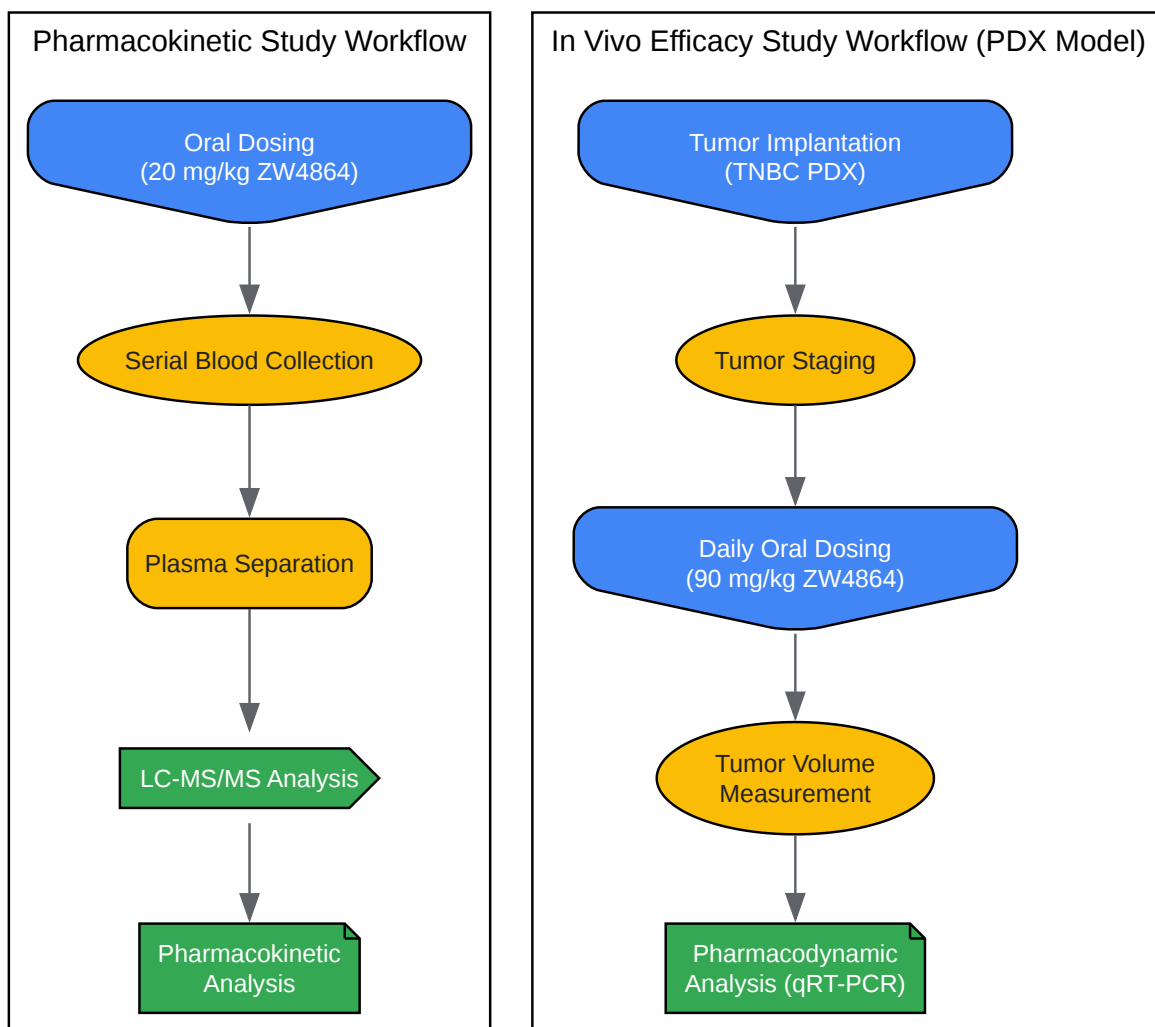 Pharmacokinetic Study Workflow
Oral Dosing
(20 mg/kg ZW4864)
Serial Blood Collection
Plasma Separation
LC-MS/MS Analysis
Pharmacokinetic
Analysis
In Vivo Efficacy Study Workflow (PDX Model)
Tumor Implantation
(TNBC PDX)
Tumor Staging
Daily Oral Dosing
(90 mg/kg ZW4864)
Tumor Volume
Measurement
Pharmacodynamic
Analysis (qRT-PCR)